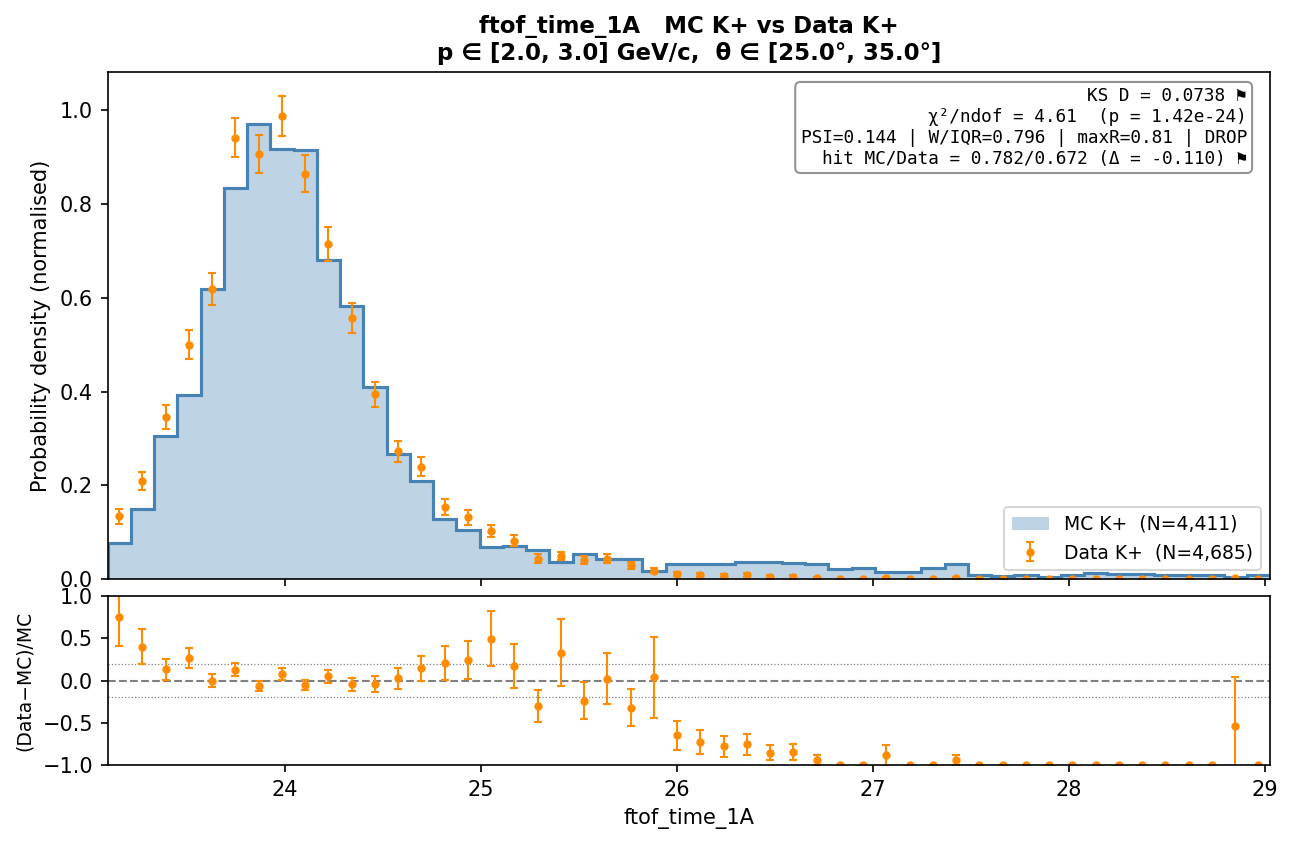 ftof_time_1A   MC K+ vs Data K+
p ∈ [2.0, 3.0] GeV/c,  θ ∈ [25.0°, 35.0°]
KS D = 0.0738 ⚑
χ²/ndof = 4.61  (p = 1.42e-24)
PSI=0.144 | W/IQR=0.796 | maxR=0.81 | DROP
hit MC/Data = 0.782/0.672 (Δ = -0.110) ⚑
Probability density (normalised)
1.0
0.8
0.6
0.4
0.2
0.0
MC K+  (N=4,411)
Data K+  (N=4,685)
(Data−MC)/MC
1.0
0.5
0.0
−0.5
−1.0
24 25 26 27 28 29
ftof_time_1A